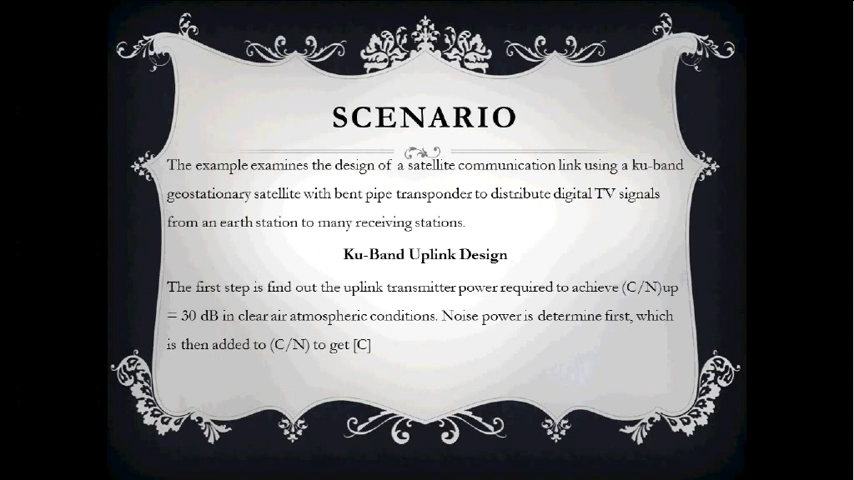 SCENARIO
The example examines the design of a satellite communication link using a ku-band
geostationary satellite with bent pipe transponder to distribute digital TV signals
from an earth station to many receiving stations.
Ku-Band Uplink Design
The first step is find out the uplink transmitter power required to achieve (C/N)up
= 30 dB in clear air atmospheric conditions. Noise power is determine first, which
is then added to (C/N) to get [C]